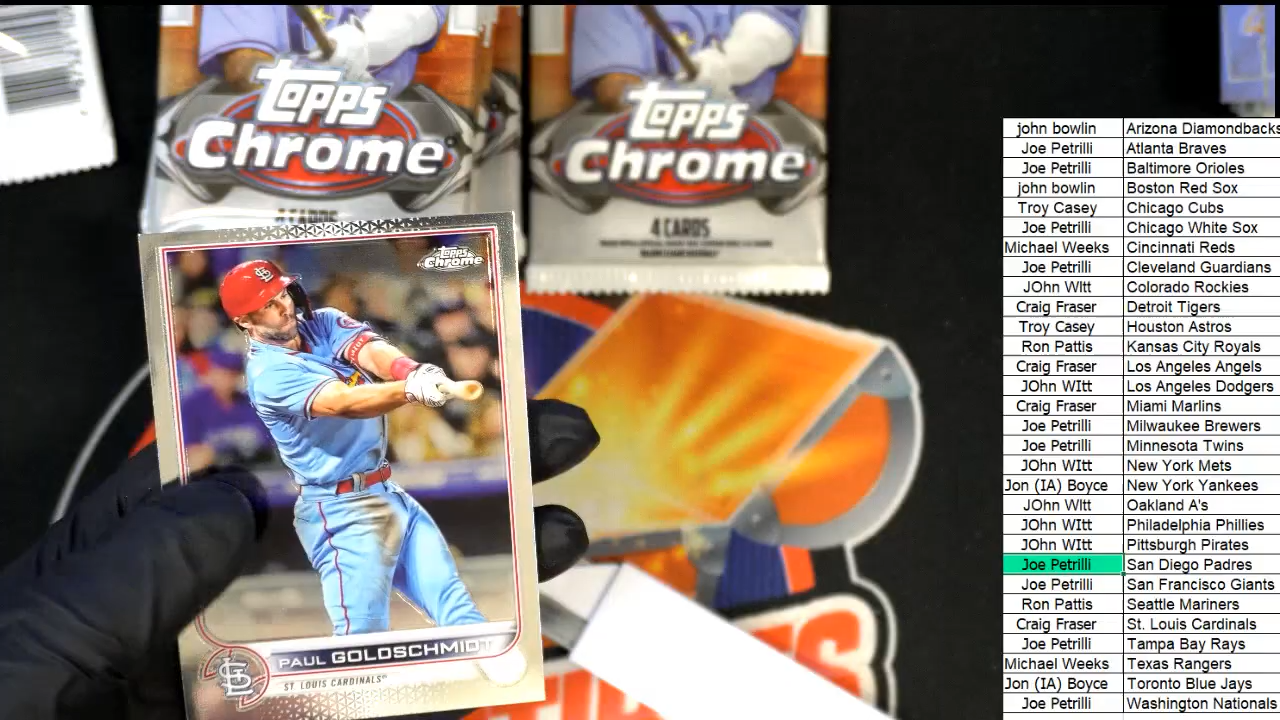 Topps
Chrome
Topps
Chrome
4 CARDS
4 CARDS
Topps
Chrome
PAUL GOLDSCHMIDT
ST. LOUIS CARDINALS
john bowlin Arizona Diamondbacks
Joe Petrilli Atlanta Braves
Joe Petrilli Baltimore Orioles
john bowlin Boston Red Sox
Troy Casey Chicago Cubs
Joe Petrilli Chicago White Sox
Michael Weeks Cincinnati Reds
Joe Petrilli Cleveland Guardians
JOhn WItt Colorado Rockies
Craig Fraser Detroit Tigers
Troy Casey Houston Astros
Ron Pattis Kansas City Royals
Craig Fraser Los Angeles Angels
JOhn WItt Los Angeles Dodgers
Craig Fraser Miami Marlins
Joe Petrilli Milwaukee Brewers
Joe Petrilli Minnesota Twins
JOhn WItt New York Mets
Jon (IA) Boyce New York Yankees
JOhn WItt Oakland A's
JOhn WItt Philadelphia Phillies
JOhn WItt Pittsburgh Pirates
Joe Petrilli San Diego Padres
Joe Petrilli San Francisco Giants
Ron Pattis Seattle Mariners
Craig Fraser St. Louis Cardinals
Joe Petrilli Tampa Bay Rays
Michael Weeks Texas Rangers
Jon (IA) Boyce Toronto Blue Jays
Joe Petrilli Washington Nationals